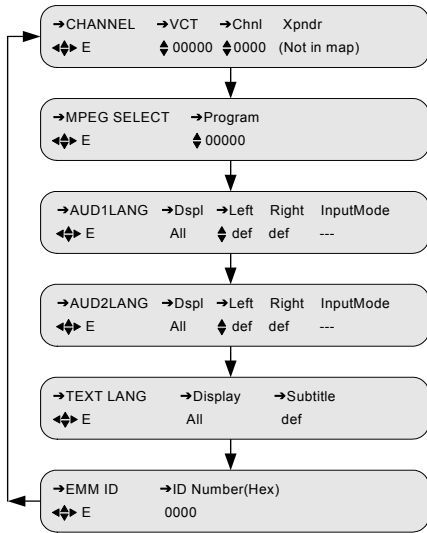 →CHANNEL →VCT →Chnl Xpndr
◀♦▶ E ♦ 00000 ♦ 0000 (Not in map)
→MPEG SELECT →Program
◀♦▶ E ♦ 00000
→AUD1LANG →Dspl →Left Right InputMode
◀♦▶ E All ♦ def def ---
→AUD2LANG →Dspl →Left Right InputMode
◀♦▶ E All ♦ def def ---
→TEXT LANG →Display →Subtitle
◀♦▶ E All def
→EMM ID →ID Number(Hex)
◀♦▶ E 0000